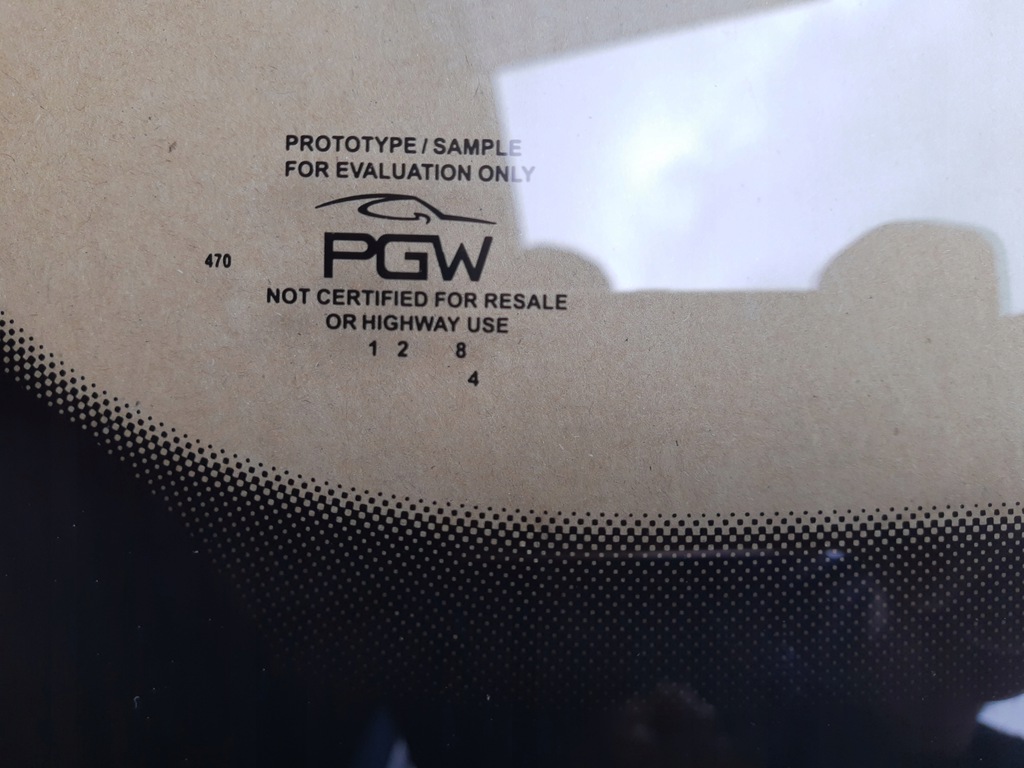 PROTOTYPE / SAMPLE
FOR EVALUATION ONLY
PGW
470
NOT CERTIFIED FOR RESALE
OR HIGHWAY USE
1 2 8
4